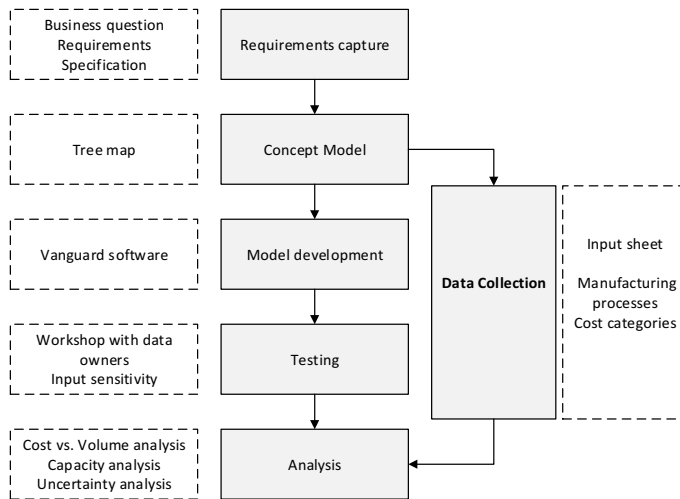 Business question
Requirements
Specification
Requirements capture
Tree map
Concept Model
Vanguard software
Model development
Data Collection
Input sheet
Manufacturing
processes
Cost categories
Workshop with data
owners
Input sensitivity
Testing
Cost vs. Volume analysis
Capacity analysis
Uncertainty analysis
Analysis